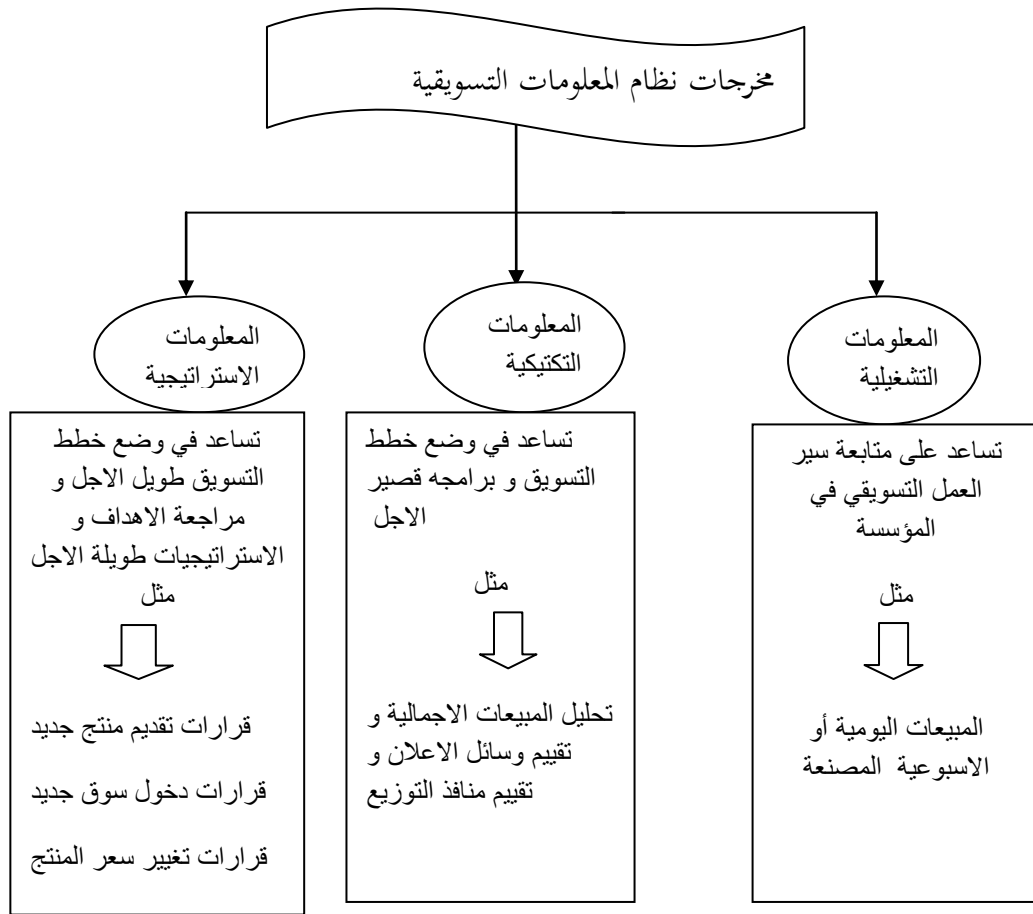 مخرجات نظام المعلومات التسويقية
المعلومات
التشغيلية
تساعد على متابعة سير
العمل التسويقي في
المؤسسة
مثل
المبيعات اليومية أو
الاسبوعية المصنعة
المعلومات
التكتيكية
تساعد في وضع خطط
التسويق و برامجه قصير
الاجل
مثل
تحليل المبيعات الاجمالية و
تقييم وسائل الاعلان و
تقييم منافذ التوزيع
المعلومات
الاستراتيجية
تساعد في وضع خطط
التسويق طويل الاجل و
مراجعة الاهداف و
الاستراتيجيات طويلة الاجل
مثل
قرارات تقديم منتج جديد
قرارات دخول سوق جديد
قرارات تغيير سعر المنتج